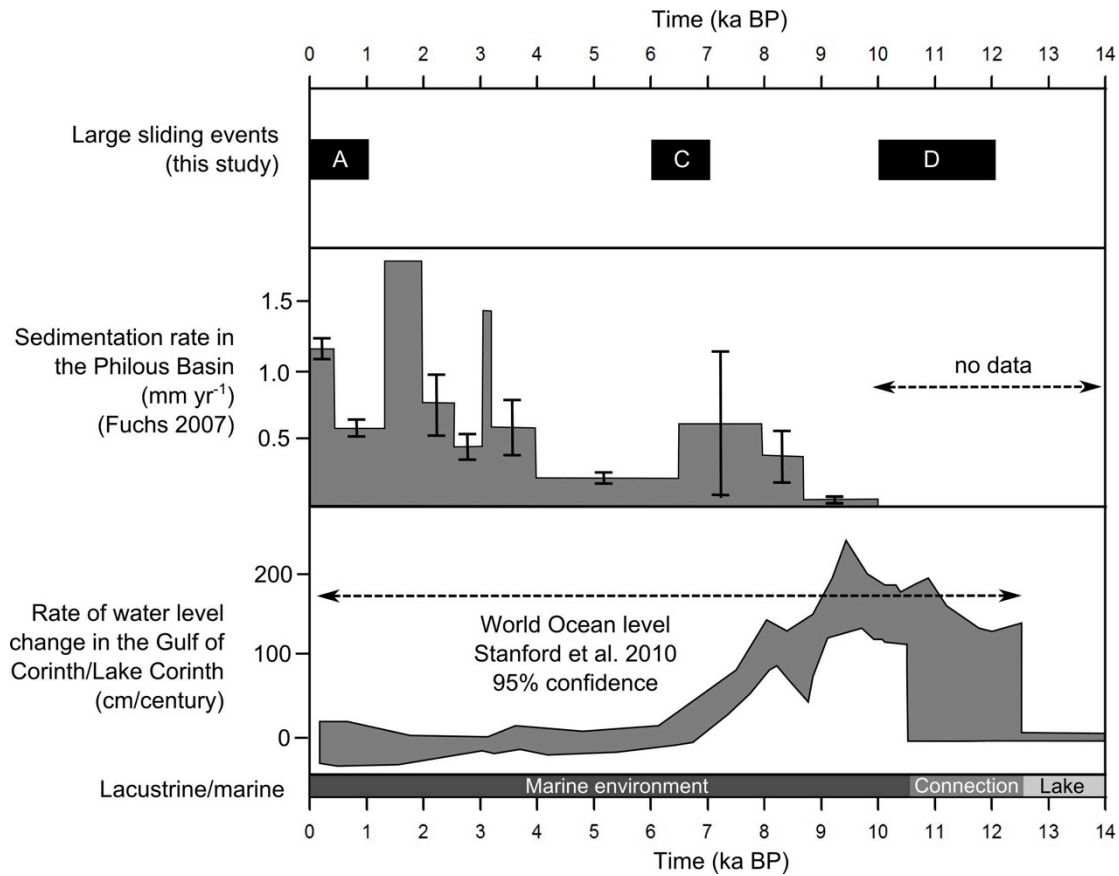 Time (ka BP)
0 1 2 3 4 5 6 7 8 9 10 11 12 13 14
Large sliding events
(this study)
A C D
Sedimentation rate in
the Philous Basin
(mm yr-1)
(Fuchs 2007)
1.5
1.0
0.5
no data
Rate of water level
change in the Gulf of
Corinth/Lake Corinth
(cm/century)
200
100
0
World Ocean level
Stanford et al. 2010
95% confidence
Lacustrine/marine
Marine environment Connection Lake
0 1 2 3 4 5 6 7 8 9 10 11 12 13 14
Time (ka BP)